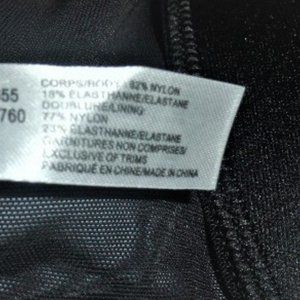 CORPS/BODY: 82% NYLON
18% ELASTHANNE/ELASTANE
DOUBLURE/LINING:
77% NYLON
23% ELASTHANNE/ELASTANE
GARNITURES NON COMPRISES/
EXCLUSIVE OF TRIMS
FABRIQUÉ EN CHINE/MADE IN CHINA
55
760